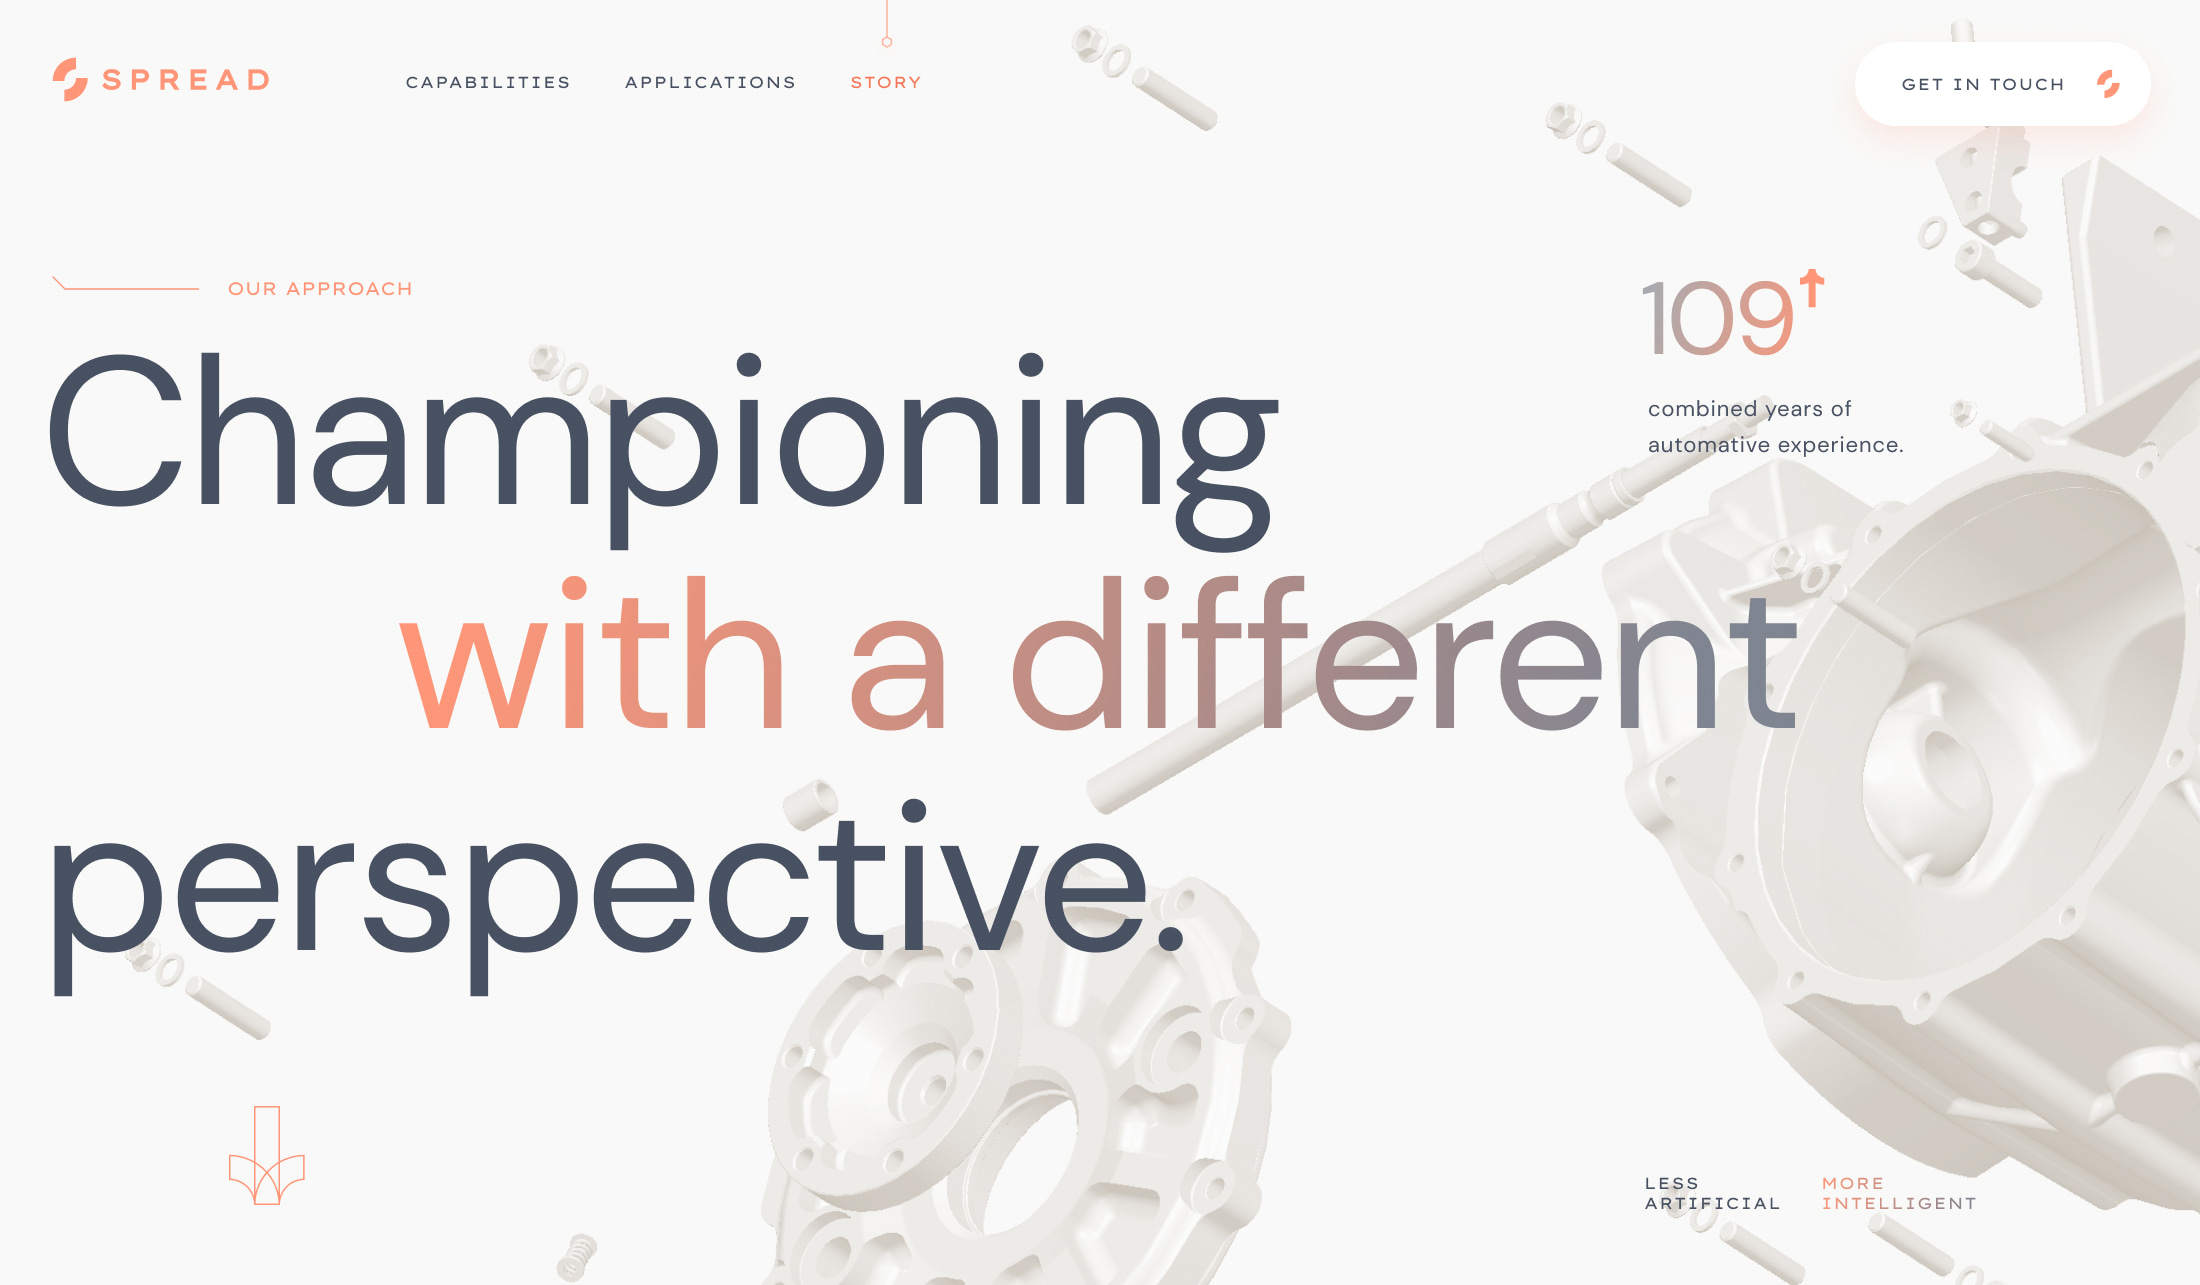 SPREAD
CAPABILITIES
APPLICATIONS
STORY
GET IN TOUCH
OUR APPROACH
Championing
with a different
perspective.
109
combined years of
automative experience.
LESS
ARTIFICIAL
MORE
INTELLIGENT